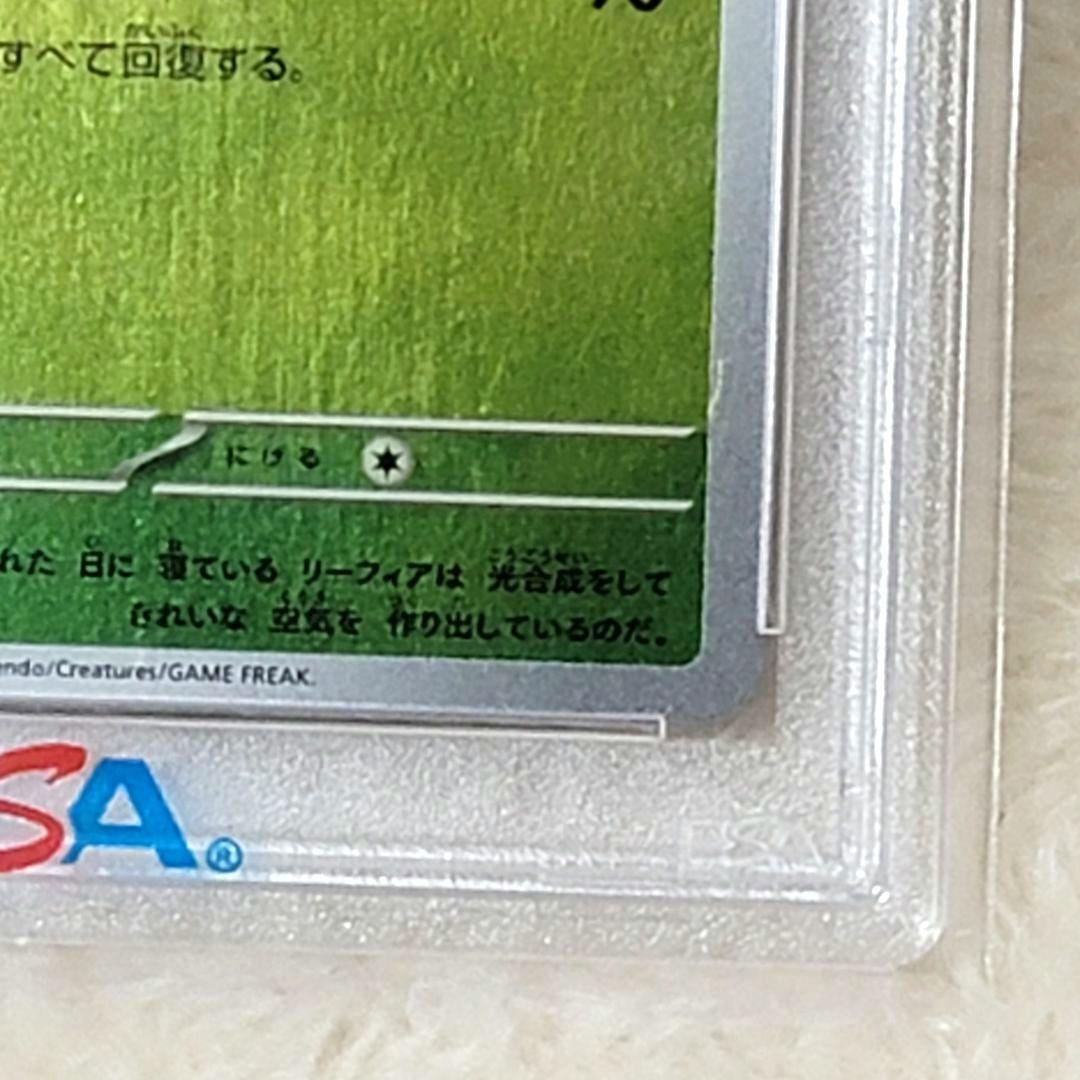 すべて回復する。
にげる
れた 日に 寝ている リーフィアは 光合成をして
きれいな 空気を 作り出しているのだ。
endo/Creatures/GAME FREAK.
SA®
PSA